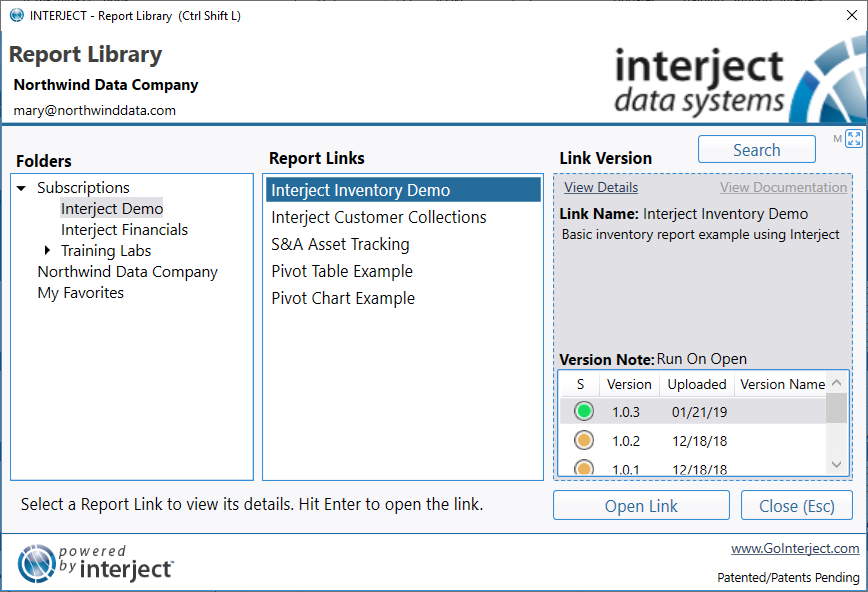 INTERJECT - Report Library (Ctrl Shift L)
Report Library
Northwind Data Company
mary@northwinddata.com
interject
data systems
Folders
Subscriptions
Interject Demo
Interject Financials
Training Labs
Northwind Data Company
My Favorites
Report Links
Interject Inventory Demo
Interject Customer Collections
S&A Asset Tracking
Pivot Table Example
Pivot Chart Example
Link Version
Search
M
View Details View Documentation
Link Name: Interject Inventory Demo
Basic inventory report example using Interject
Version Note: Run On Open
S Version Uploaded Version Name
1.0.3 01/21/19
1.0.2 12/18/18
1.0.1 12/18/18
Select a Report Link to view its details. Hit Enter to open the link.
Open Link Close (Esc)
powered
by interject
www.GoInterject.com
Patented/Patents Pending